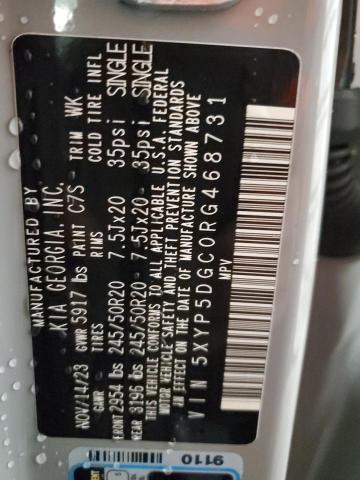 MANUFACTURED BY
KIA GEORGIA, INC.
NOV/14/23 GVWR 5917 lbs PAINT C7S TRIM WK
GAWR TIRES RIMS COLD TIRE INFL
FRONT 2954 lbs 245/50R20 - 7.5Jx20 - 35psi SINGLE
REAR 3196 lbs 245/50R20 - 7.5Jx20 - 35psi SINGLE
THIS VEHICLE CONFORMS TO ALL APPLICABLE U.S.A. FEDERAL
MOTOR VEHICLE SAFETY AND THEFT PREVENTION STANDARDS
IN EFFECT ON THE DATE OF MANUFACTURE SHOWN ABOVE
VIN 5XYP5DGC0RG468731
MPV
9110